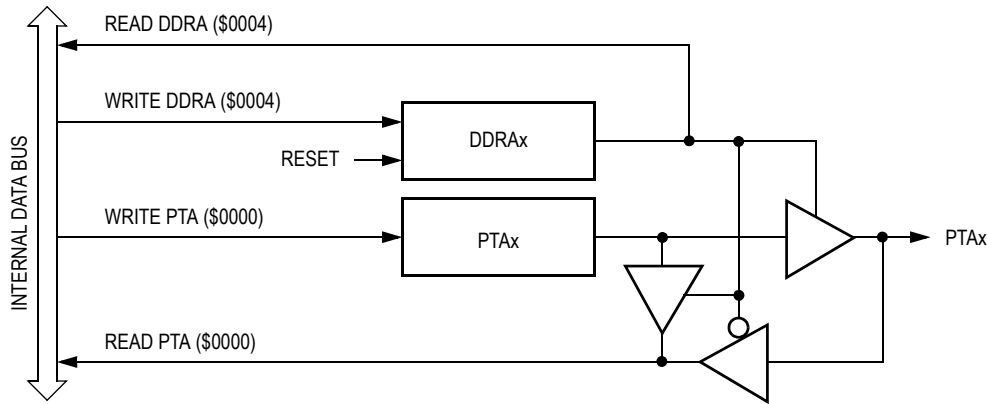 READ DDRA ($0004)
WRITE DDRA ($0004)
DDRAx
RESET
INTERNAL DATA BUS
WRITE PTA ($0000)
PTAx
PTAx
READ PTA ($0000)